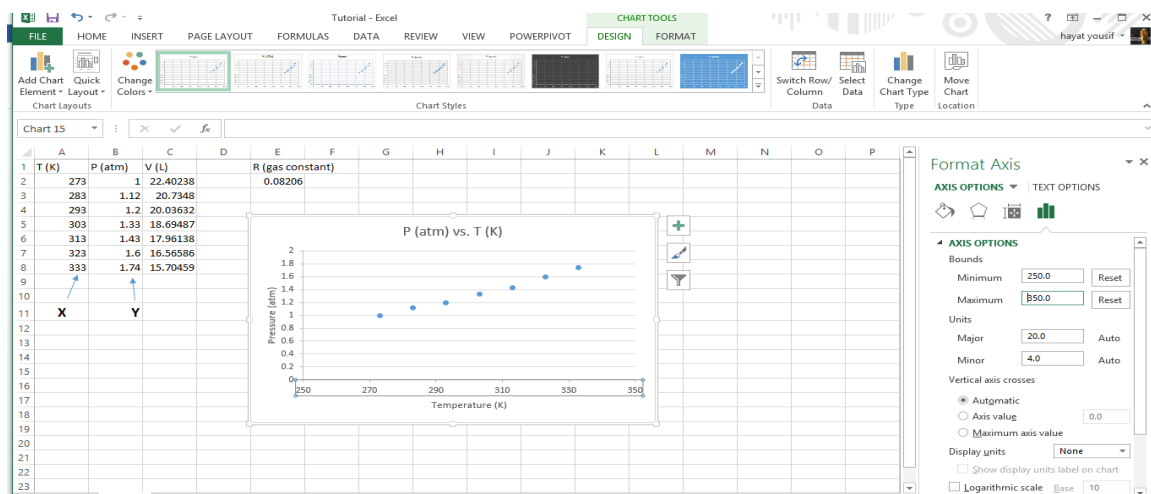 Tutorial - Excel
CHART TOOLS
?
FILE HOME INSERT PAGE LAYOUT FORMULAS DATA REVIEW VIEW POWERPIVOT DESIGN FORMAT
hayat yousif
Add Chart Element
Quick Layout
Change Colors
Switch Row/ Column
Select Data
Change Chart Type
Move Chart
Chart Layouts
Chart Styles
Data
Type
Location
Chart 15
fx
A B C D E F G H I J K L M N O P
1 T (K) P (atm) V (L) R (gas constant)
2 273 1 22.40238 0.08206
3 283 1.12 20.7348
4 293 1.2 20.03632
5 303 1.33 18.69487
6 313 1.43 17.96138
7 323 1.6 16.56586
8 333 1.74 15.70459
9
10
11 X Y
12
13
14
15
16
17
18
19
20
21
22
23
P (atm) vs. T (K)
2
1.8
1.6
1.4
1.2
1
0.8
0.6
0.4
0.2
0
Pressure (atm)
250 270 290 310 330 350
Temperature (K)
Format Axis
AXIS OPTIONS TEXT OPTIONS
AXIS OPTIONS
Bounds
Minimum 250.0 Reset
Maximum 350.0 Reset
Units
Major 20.0 Auto
Minor 4.0 Auto
Vertical axis crosses
Automatic
Axis value 0.0
Maximum axis value
Display units None
Show display units label on chart
Logarithmic scale Base 10